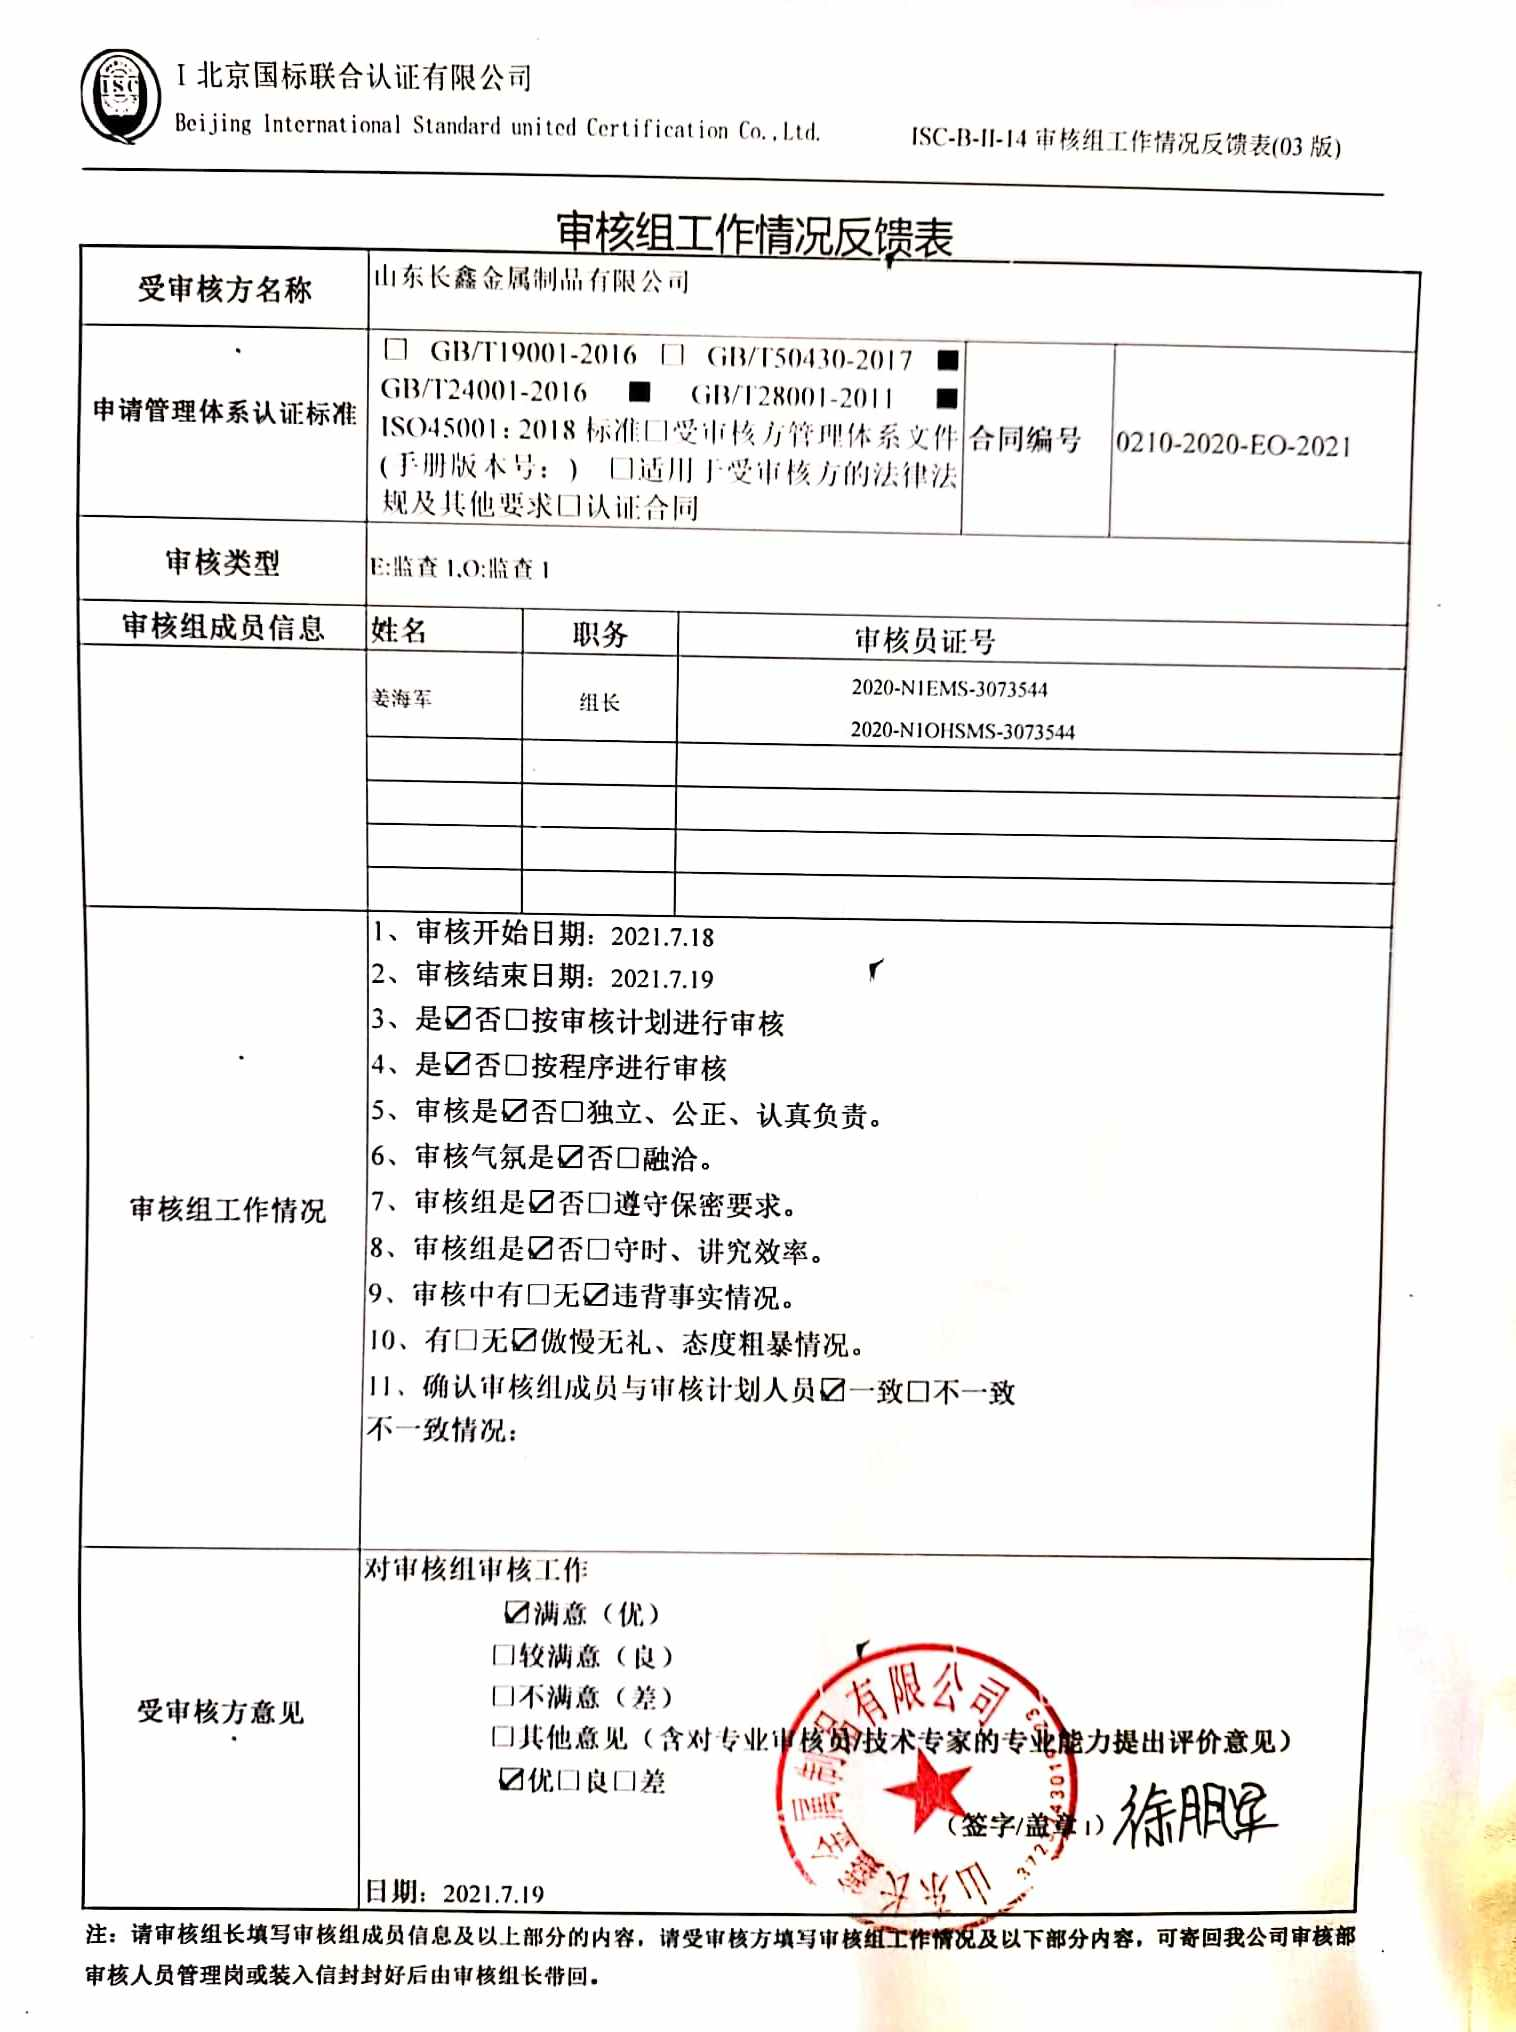 ISC
I 北京国标联合认证有限公司
Beijing International Standard united Certification Co.,Ltd.
ISC-B-II-14 审核组工作情况反馈表(03 版)
审核组工作情况反馈表
受审核方名称
山东长鑫金属制品有限公司
申请管理体系认证标准
□ GB/T19001-2016 □ GB/T50430-2017 ■
GB/T24001-2016 ■ GB/T28001-2011 ■
ISO45001: 2018 标准□受审核方管理体系文件
(手册版本号: ) □适用于受审核方的法律法
规及其他要求□认证合同
合同编号
0210-2020-EO-2021
审核类型
E:监查 1,O:监查 1
审核组成员信息
姓名
职务
审核员证号
姜海军
组长
2020-N1EMS-3073544
2020-N1OHSMS-3073544
审核组工作情况
1、审核开始日期: 2021.7.18
2、审核结束日期: 2021.7.19
3、是☑否□按审核计划进行审核
4、是☑否□按程序进行审核
5、审核是☑否□独立、公正、认真负责。
6、审核气氛是☑否□融洽。
7、审核组是☑否□遵守保密要求。
8、审核组是☑否□守时、讲究效率。
9、审核中有□无☑违背事实情况。
10、有□无☑傲慢无礼、态度粗暴情况。
11、确认审核组成员与审核计划人员☑一致□不一致
不一致情况:
受审核方意见
对审核组审核工作
☑满意（优）
□较满意（良）
□不满意（差）
□其他意见（含对专业审核员/技术专家的专业能力提出评价意见）
☑优□良□差
（签字/盖章）
山东长鑫金属制品有限公司
日期: 2021.7.19
注: 请审核组长填写审核组成员信息及以上部分的内容, 请受审核方填写审核组工作情况及以下部分内容, 可寄回我公司审核部
审核人员管理岗或装入信封封好后由审核组长带回。